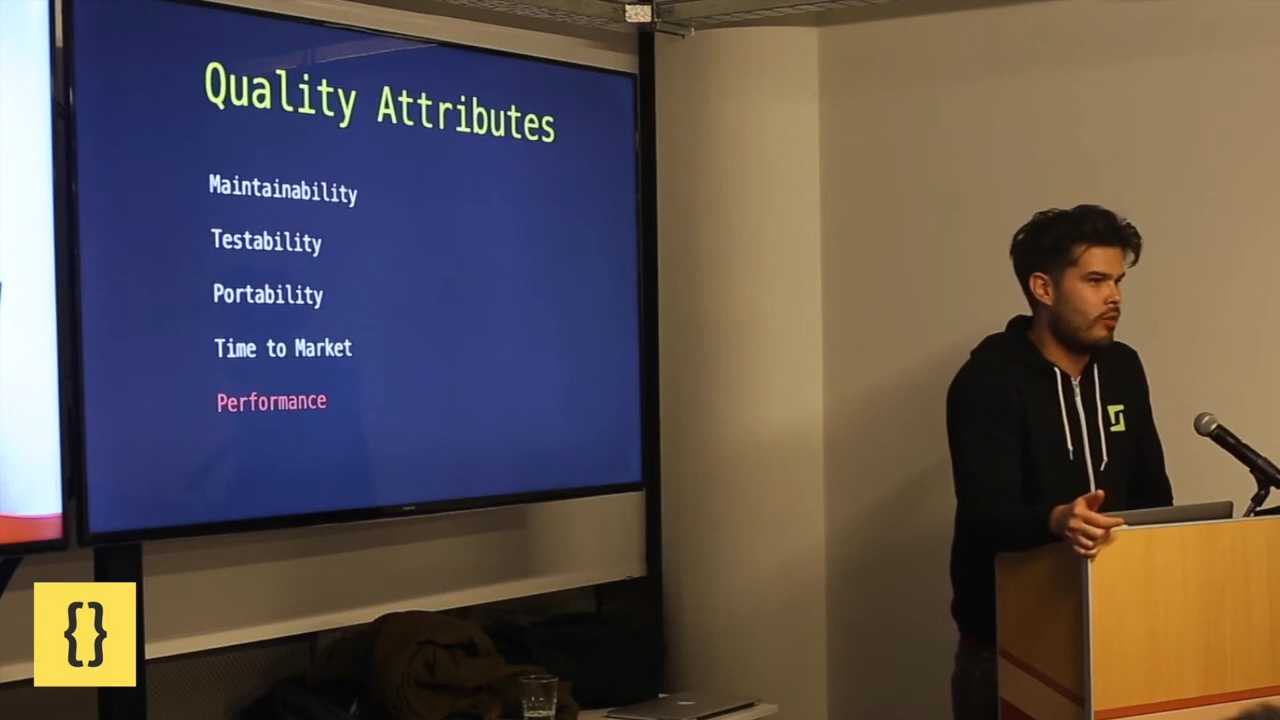 Quality Attributes
Maintainability
Testability
Portability
Time to Market
Performance
{}